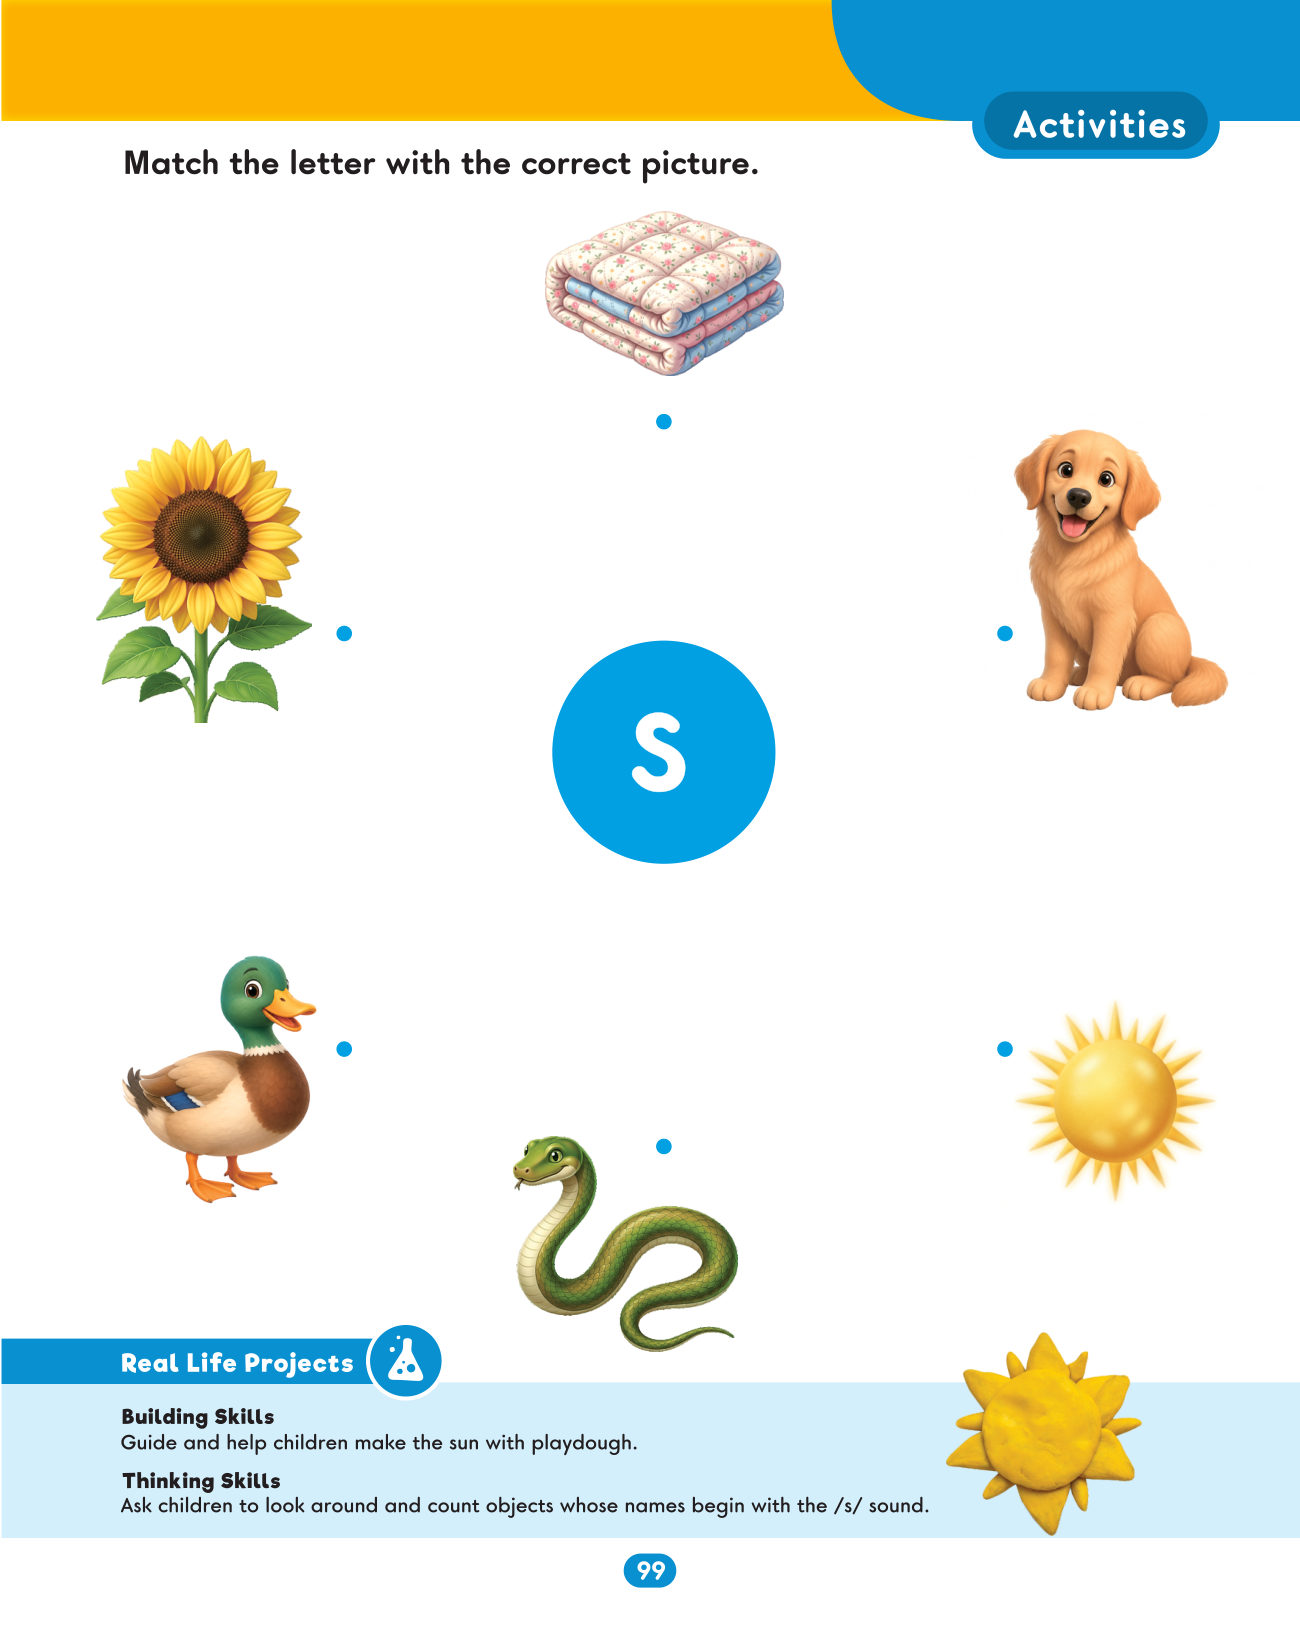 Activities
Match the letter with the correct picture.
S
Real Life Projects
Building Skills
Guide and help children make the sun with playdough.
Thinking Skills
Ask children to look around and count objects whose names begin with the /s/ sound.
99